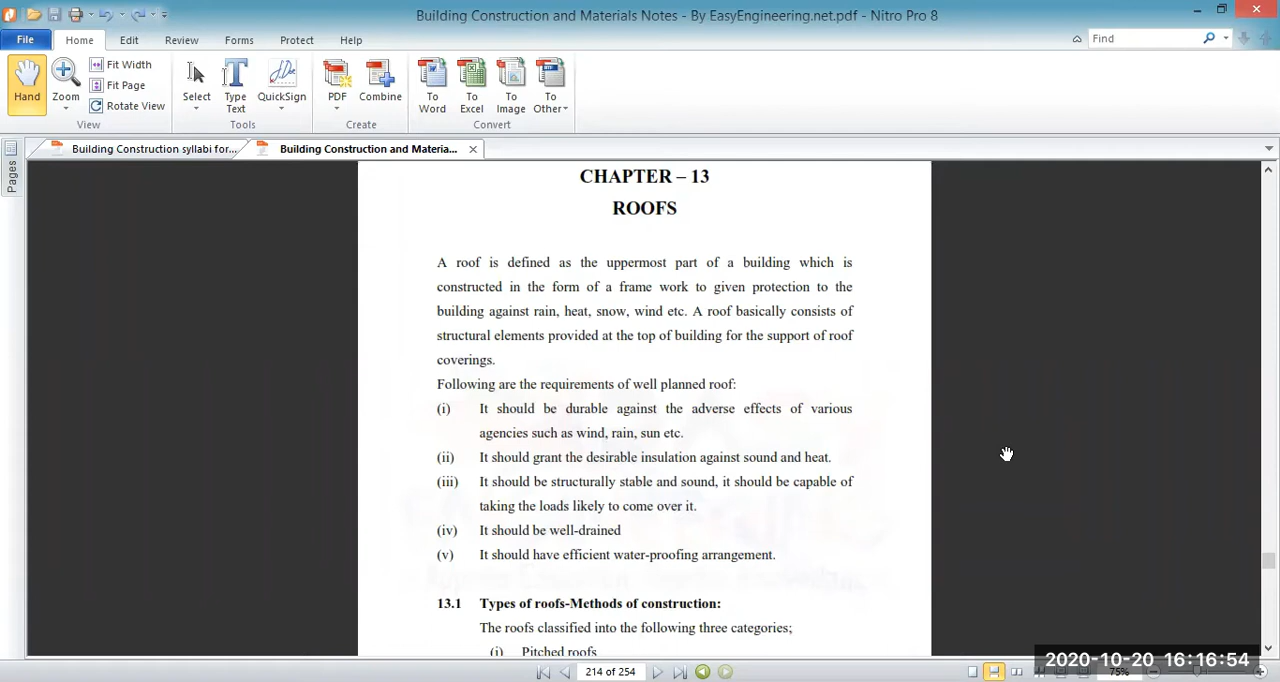 Building Construction and Materials Notes - By EasyEngineering.net.pdf - Nitro Pro 8
File Home Edit Review Forms Protect Help
Find
Hand Zoom Fit Width
Fit Page
Rotate View
View
Select Type Text QuickSign
Tools
PDF Combine
Create
To Word To Excel To Image To Other
Convert
Building Construction syllabi for...
Building Construction and Materia...
Pages
CHAPTER – 13
ROOFS
A roof is defined as the uppermost part of a building which is
constructed in the form of a frame work to given protection to the
building against rain, heat, snow, wind etc. A roof basically consists of
structural elements provided at the top of building for the support of roof
coverings.
Following are the requirements of well planned roof:
(i) It should be durable against the adverse effects of various
agencies such as wind, rain, sun etc.
(ii) It should grant the desirable insulation against sound and heat.
(iii) It should be structurally stable and sound, it should be capable of
taking the loads likely to come over it.
(iv) It should be well-drained
(v) It should have efficient water-proofing arrangement.
13.1 Types of roofs-Methods of construction:
The roofs classified into the following three categories;
(i) Pitched roofs
214 of 254
2020-10-20 16:16:54
75%